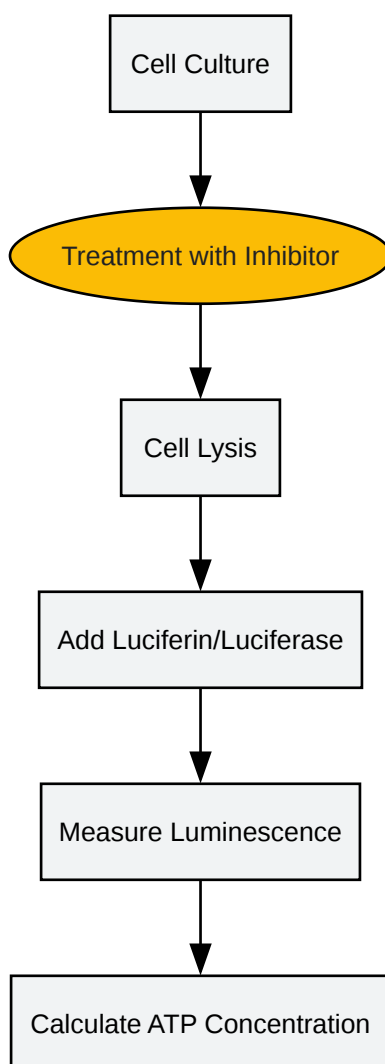 Cell Culture
Treatment with Inhibitor
Cell Lysis
Add Luciferin/Luciferase
Measure Luminescence
Calculate ATP Concentration